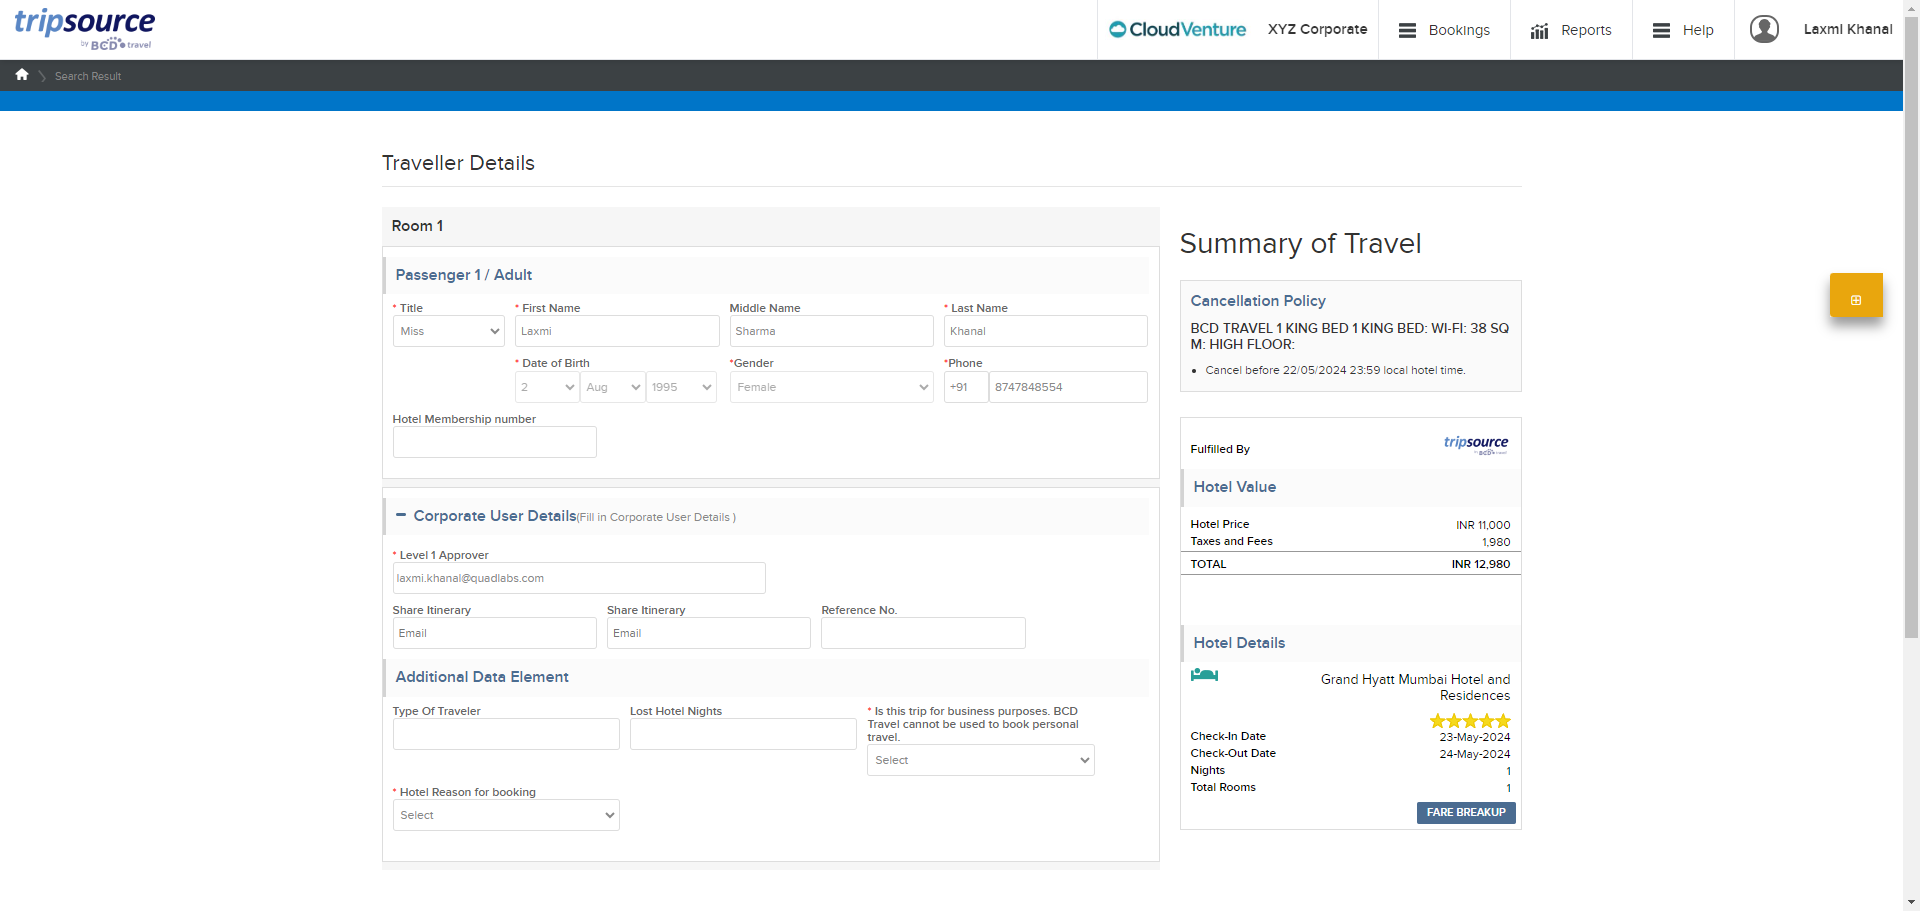 tripsource
by BCD travel
CloudVenture
XYZ Corporate
Bookings
Reports
Help
Laxmi Khanal
Search Result
Traveller Details
Room 1
Passenger 1 / Adult
* Title
* First Name
Middle Name
* Last Name
Miss
Laxmi
Sharma
Khanal
* Date of Birth
*Gender
*Phone
2
Aug
1995
Female
+91
8747848554
Hotel Membership number
Corporate User Details(Fill in Corporate User Details )
* Level 1 Approver
laxmi.khanal@quadlabs.com
Share Itinerary
Share Itinerary
Reference No.
Email
Email
Additional Data Element
Type Of Traveler
Lost Hotel Nights
* Is this trip for business purposes. BCD
Travel cannot be used to book personal
travel.
Select
* Hotel Reason for booking
Select
Summary of Travel
Cancellation Policy
BCD TRAVEL 1 KING BED 1 KING BED: WI-FI: 38 SQ
M: HIGH FLOOR:
• Cancel before 22/05/2024 23:59 local hotel time.
Fulfilled By
tripsource
by BCD travel
Hotel Value
Hotel Price INR 11,000
Taxes and Fees 1,980
TOTAL INR 12,980
Hotel Details
Grand Hyatt Mumbai Hotel and
Residences
Check-In Date 23-May-2024
Check-Out Date 24-May-2024
Nights 1
Total Rooms 1
FARE BREAKUP